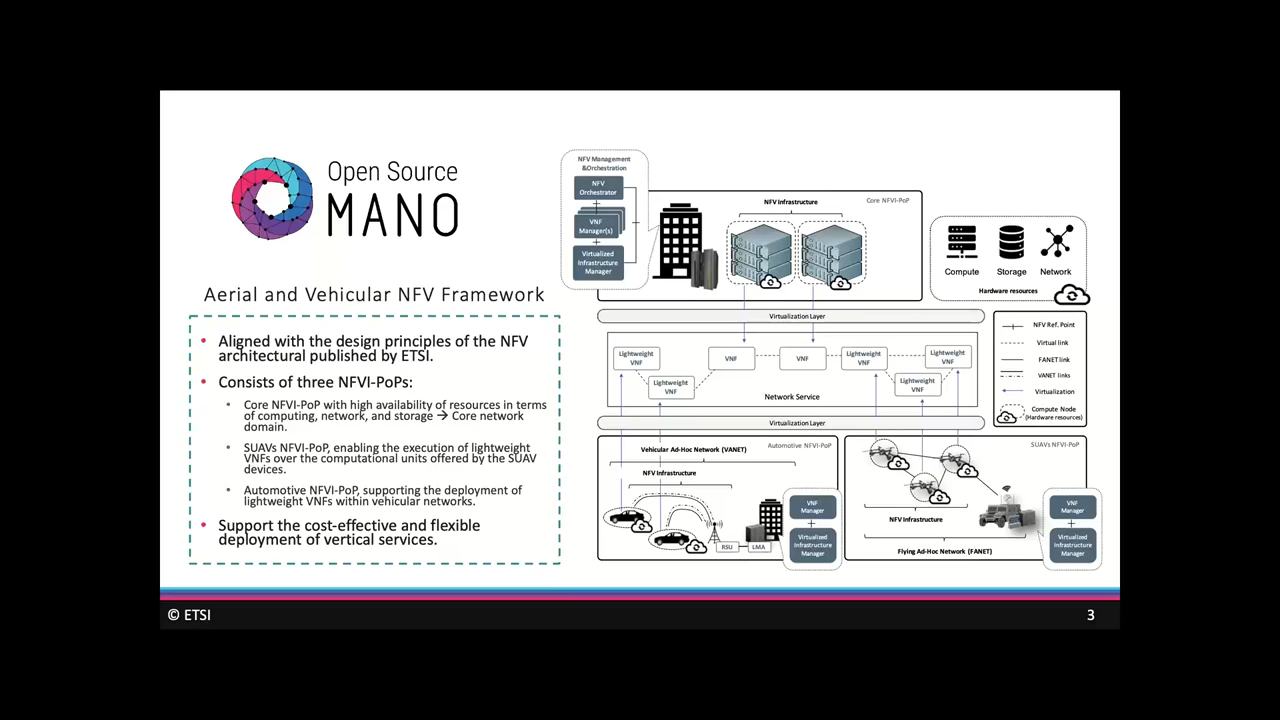 Open Source
MANO
Aerial and Vehicular NFV Framework
• Aligned with the design principles of the NFV
architectural published by ETSI.
• Consists of three NFVI-PoPs:
• Core NFVI-PoP with high availability of resources in terms
of computing, network, and storage → Core network
domain.
• SUAVs NFVI-PoP, enabling the execution of lightweight
VNFs over the computational units offered by the SUAV
devices.
• Automotive NFVI-PoP, supporting the deployment of
lightweight VNFs within vehicular networks.
• Support the cost-effective and flexible
deployment of vertical services.
NFV Management
&Orchestration
NFV
Orchestrator
VNF
Manager(s)
Virtualized
Infrastructure
Manager
NFV Infrastructure
Core NFVI-PoP
Compute
Storage
Network
Hardware resources
Virtualization Layer
Lightweight
VNF
Lightweight
VNF
VNF
VNF
Lightweight
VNF
Lightweight
VNF
Lightweight
VNF
Network Service
NFV Ref. Point
Virtual link
FANET link
VANET links
Virtualization
Compute Node
(Hardware resources)
Virtualization Layer
Automotive NFVI-PoP
Vehicular Ad-Hoc Network (VANET)
NFV Infrastructure
RSU
LMA
VNF
Manager
Virtualized
Infrastructure
Manager
SUAVs NFVI-PoP
NFV Infrastructure
Flying Ad-Hoc Network (FANET)
VNF
Manager
Virtualized
Infrastructure
Manager
© ETSI
3